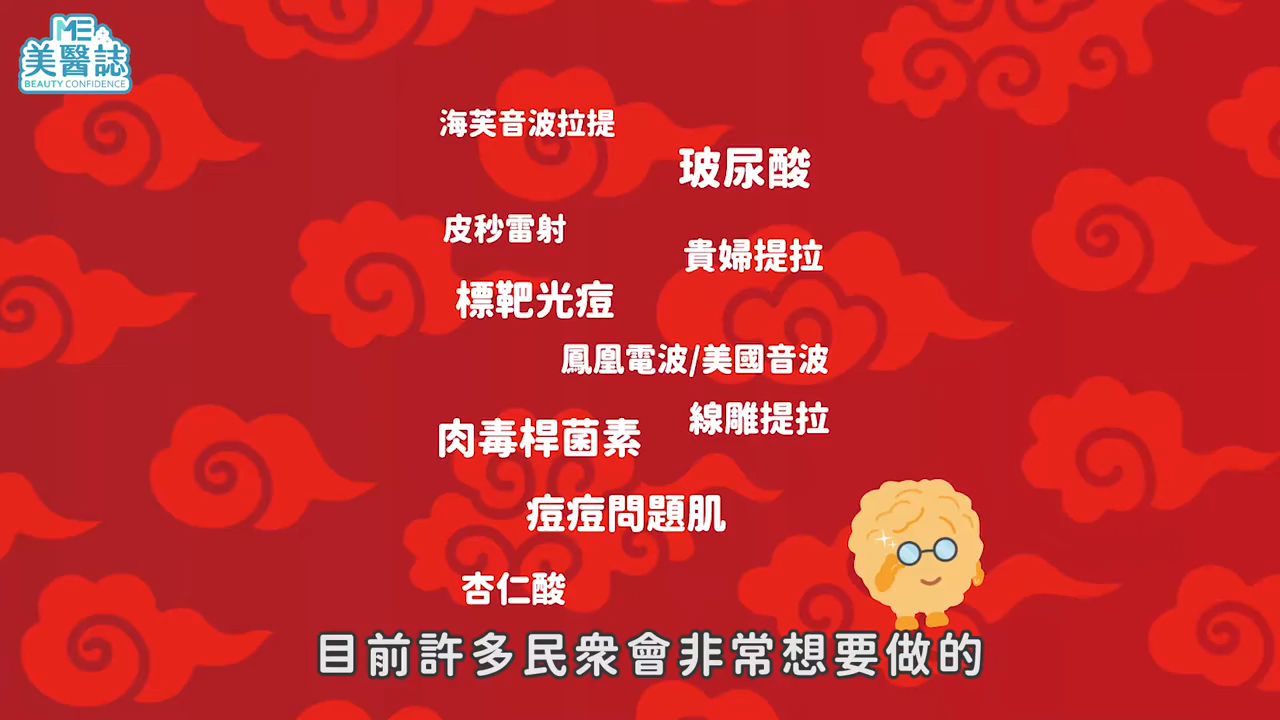 ME
美醫誌
BEAUTY CONFIDENCE
海芙音波拉提
玻尿酸
皮秒雷射
貴婦提拉
標靶光痘
鳳凰電波/美國音波
線雕提拉
肉毒桿菌素
痘痘問題肌
杏仁酸
目前許多民眾會非常想要做的